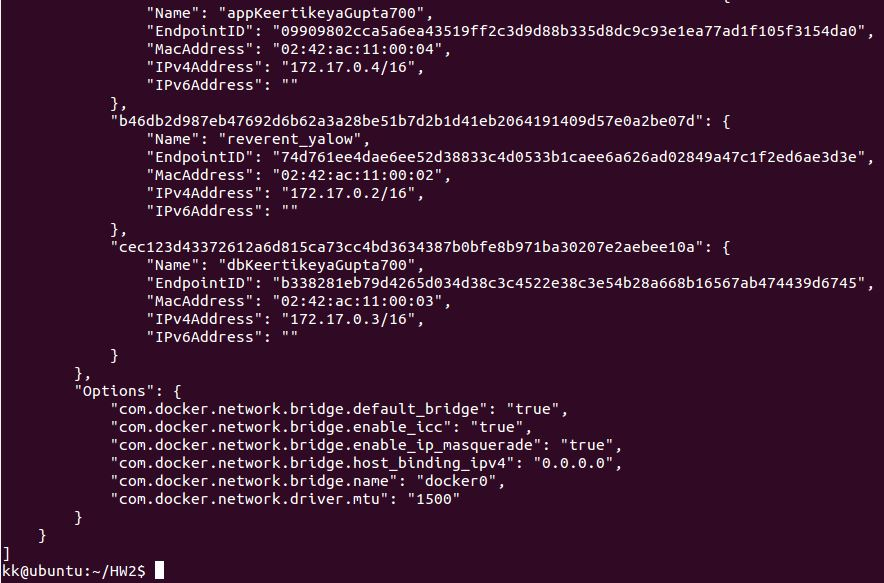 "Name": "appKeertikeyaGupta700",
"EndpointID": "09909802cca5a6ea43519ff2c3d9d88b335d8dc9c93e1ea77ad1f105f3154da0",
"MacAddress": "02:42:ac:11:00:04",
"IPv4Address": "172.17.0.4/16",
"IPv6Address": ""
},
"b46db2d987eb47692d6b62a3a28be51b7d2b1d41eb2064191409d57e0a2be07d": {
"Name": "reverent_yalow",
"EndpointID": "74d761ee4dae6ee52d38833c4d0533b1caee6a626ad02849a47c1f2ed6ae3d3e",
"MacAddress": "02:42:ac:11:00:02",
"IPv4Address": "172.17.0.2/16",
"IPv6Address": ""
},
"cec123d43372612a6d815ca73cc4bd3634387b0bfe8b971ba30207e2aebee10a": {
"Name": "dbKeertikeyaGupta700",
"EndpointID": "b338281eb79d4265d034d38c3c4522e38c3e54b28a668b16567ab474439d6745",
"MacAddress": "02:42:ac:11:00:03",
"IPv4Address": "172.17.0.3/16",
"IPv6Address": ""
}
},
"Options": {
"com.docker.network.bridge.default_bridge": "true",
"com.docker.network.bridge.enable_icc": "true",
"com.docker.network.bridge.enable_ip_masquerade": "true",
"com.docker.network.bridge.host_binding_ipv4": "0.0.0.0",
"com.docker.network.bridge.name": "docker0",
"com.docker.network.driver.mtu": "1500"
}
}
]
kk@ubuntu:~/HW2$